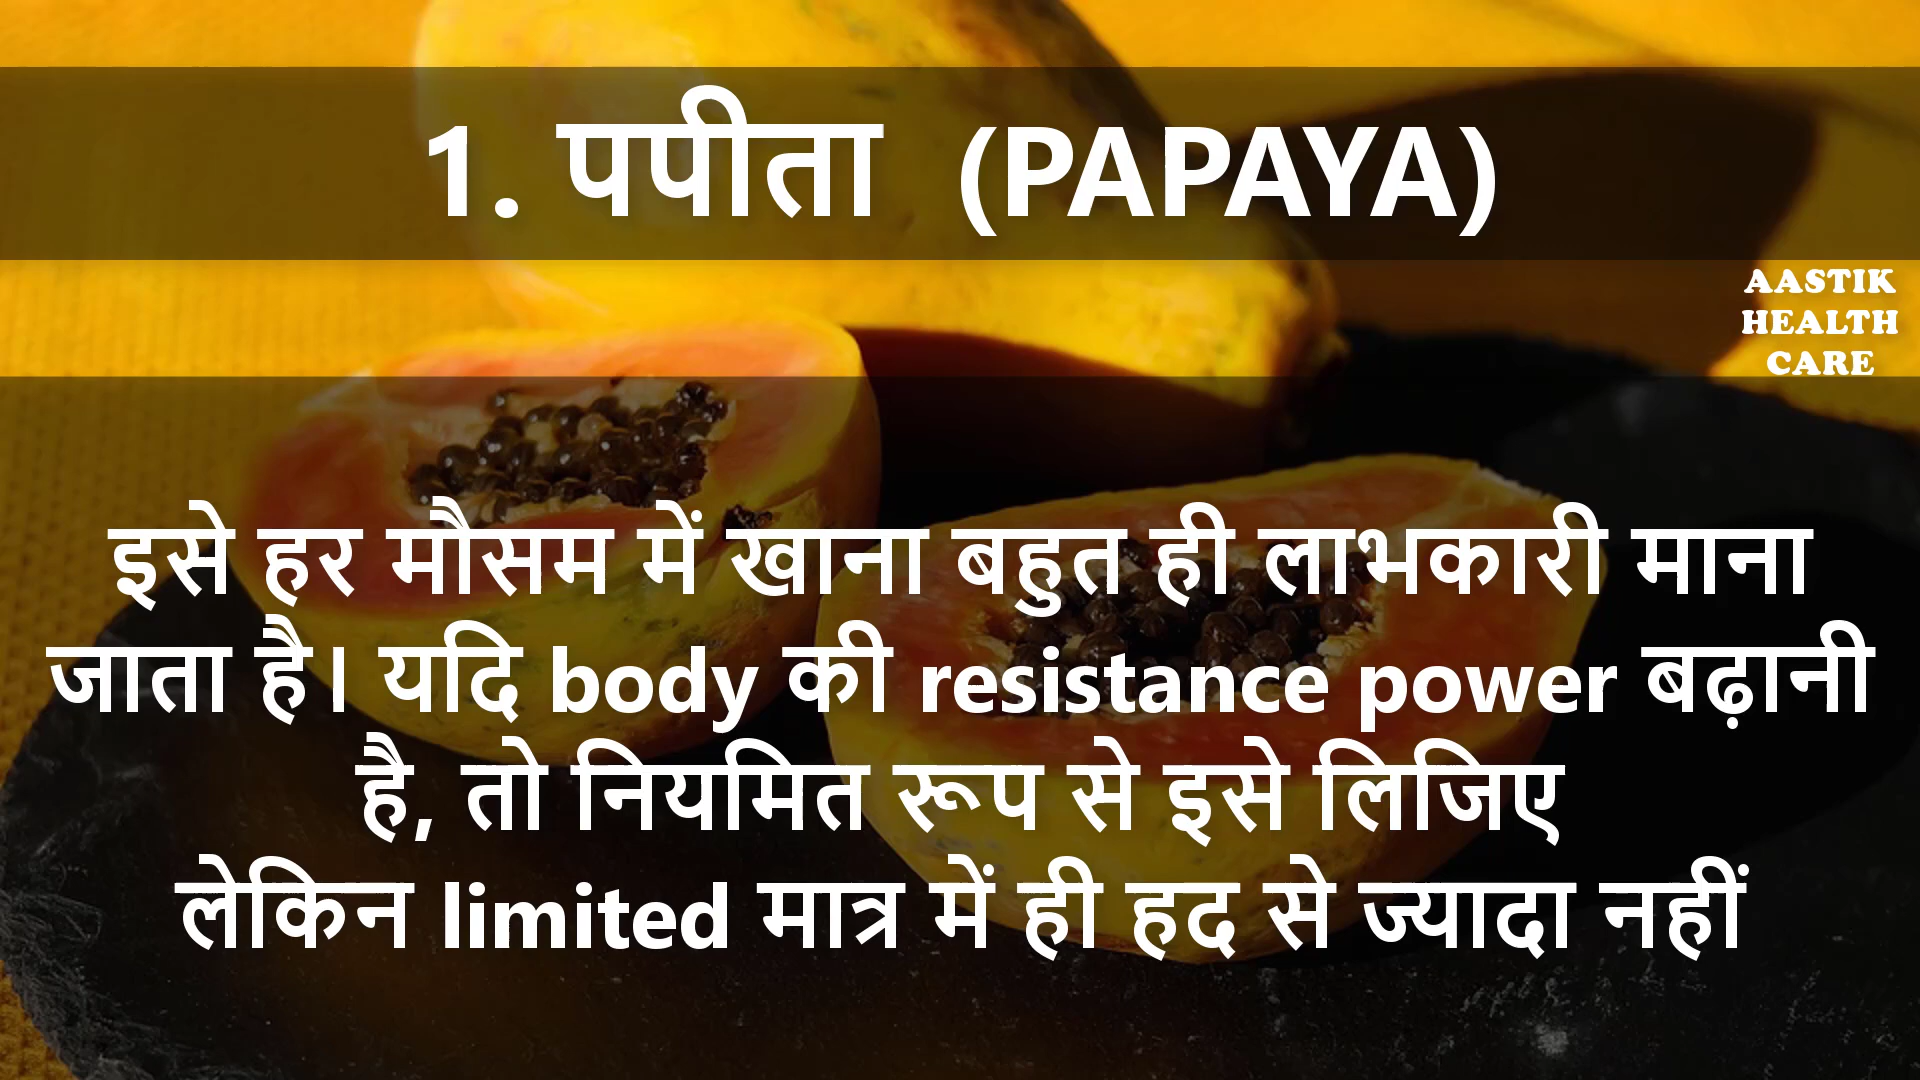 1. पपीता (PAPAYA)
AASTIK
HEALTH
CARE
इसे हर मौसम में खाना बहुत ही लाभकारी माना
जाता है। यदि body की resistance power बढ़ानी
है, तो नियमित रूप से इसे लिजिए
लेकिन limited मात्र में ही हद से ज्यादा नहीं